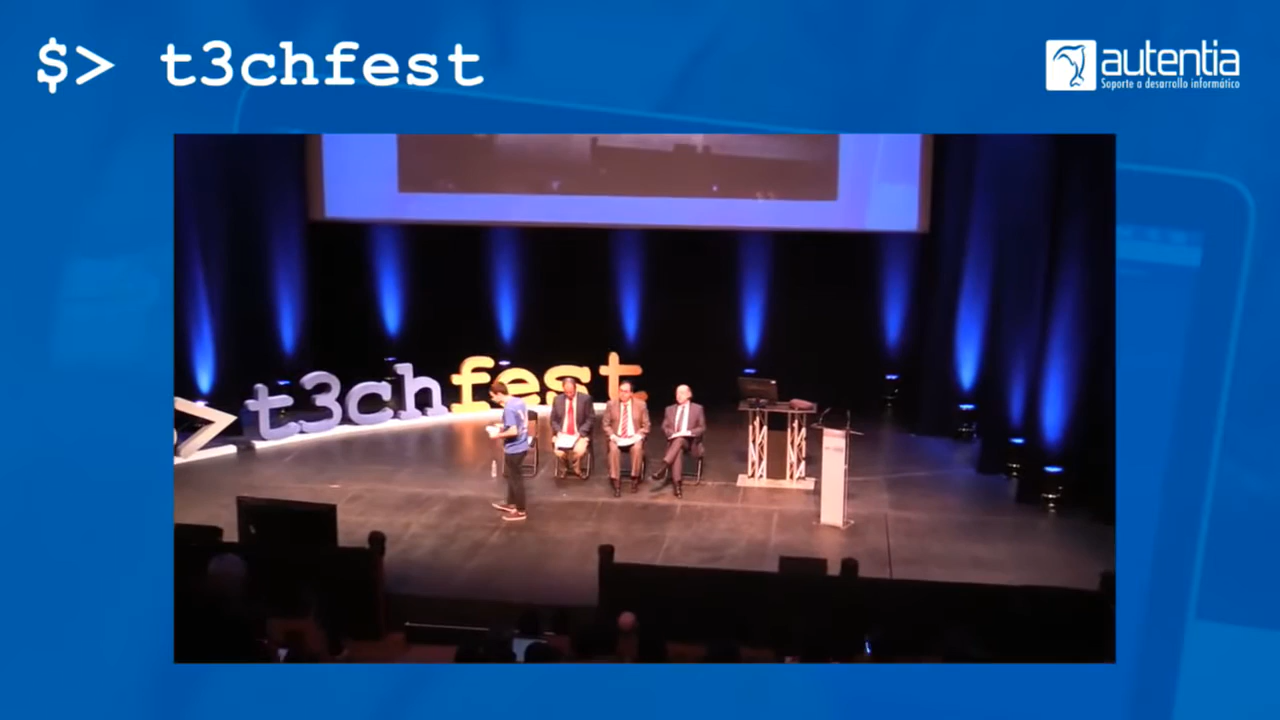 $> t3chfest
autentia
Soporte a desarrollo informático
> t3chfest